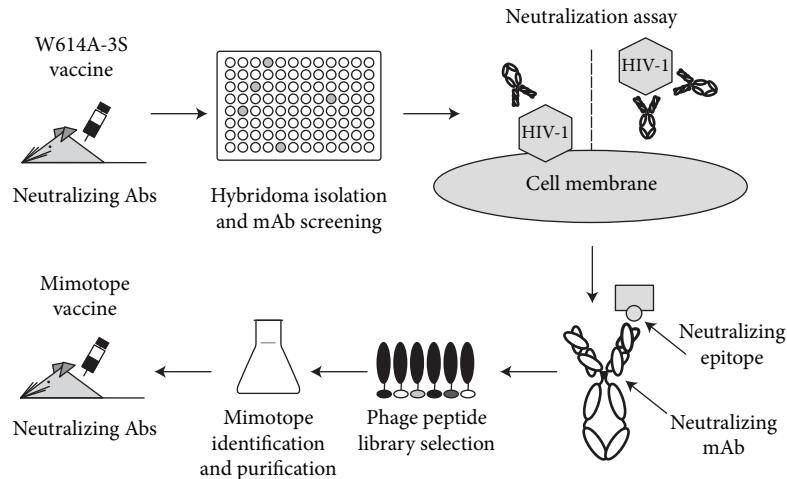 W614A-3S
vaccine
Neutralizing Abs
Hybridoma isolation
and mAb screening
Neutralization assay
HIV-1
HIV-1
Cell membrane
Neutralizing
epitope
Neutralizing
mAb
Phage peptide
library selection
Mimotope
identification
and purification
Mimotope
vaccine
Neutralizing Abs